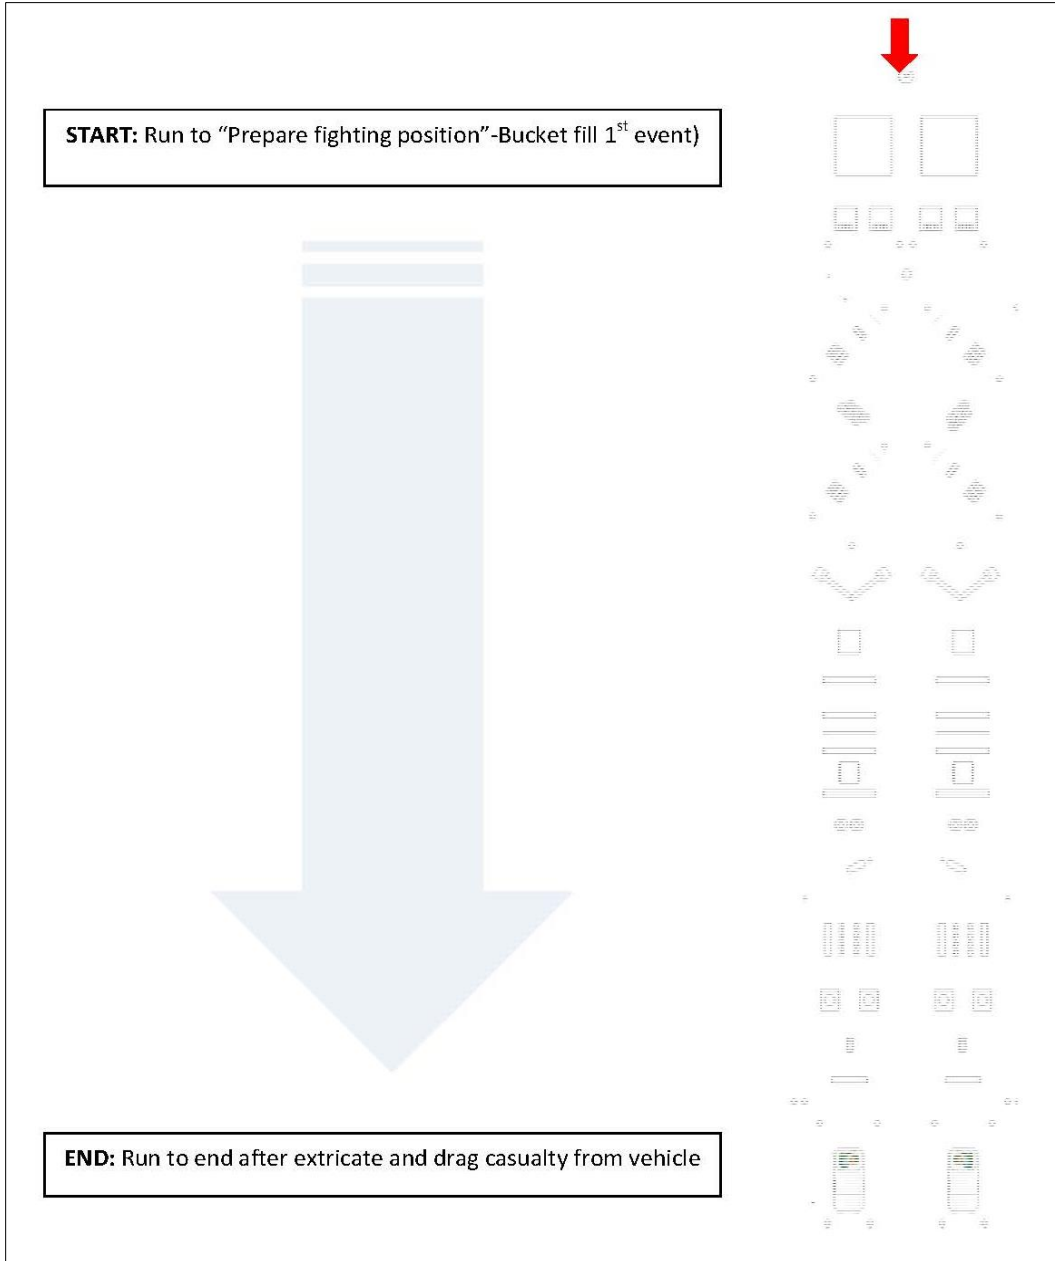 START: Run to “Prepare fighting position”-Bucket fill 1st event)
END: Run to end after extricate and drag casualty from vehicle